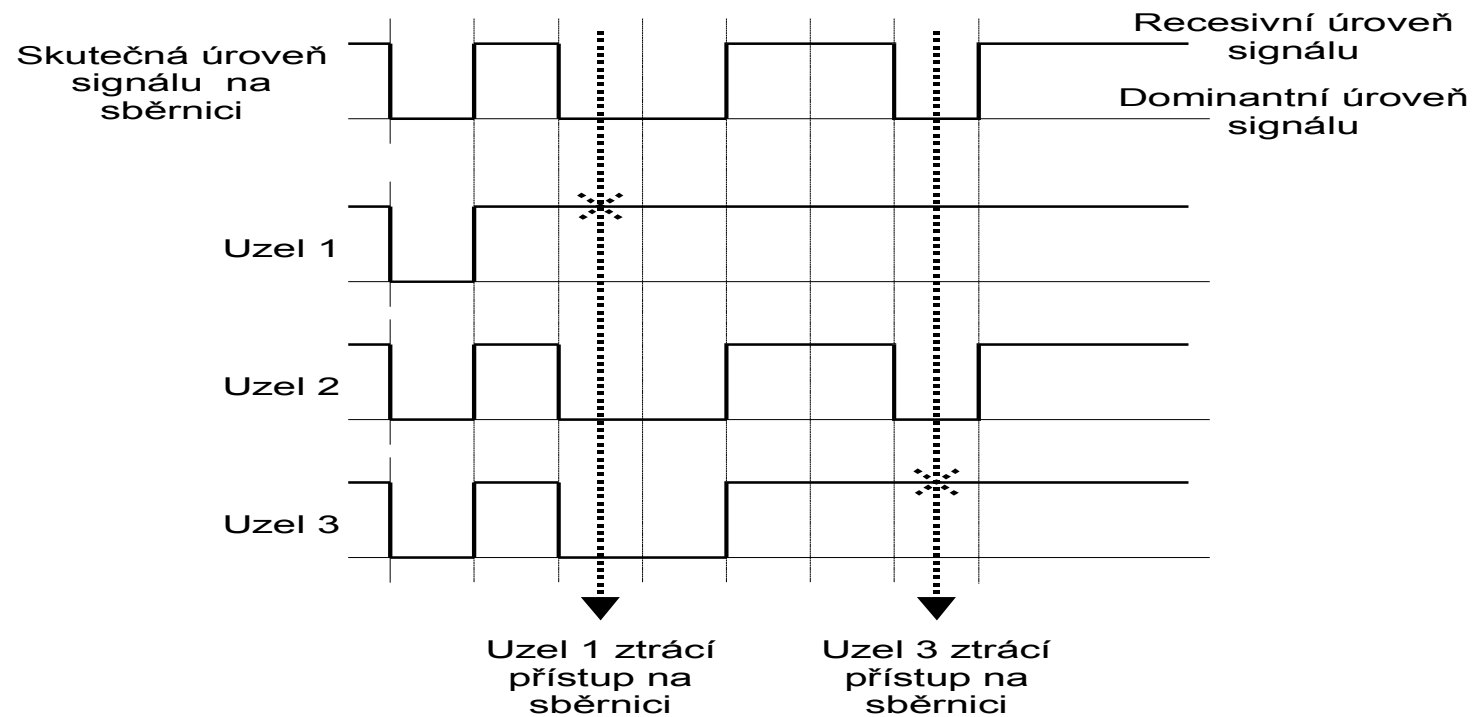 Skutečná úroveň
signálu na
sběrnici
Recesivní úroveň
signálu
Dominantní úroveň
signálu
Uzel 1
Uzel 2
Uzel 3
Uzel 1 ztrácí
přístup na
sběrnici
Uzel 3 ztrácí
přístup na
sběrnici